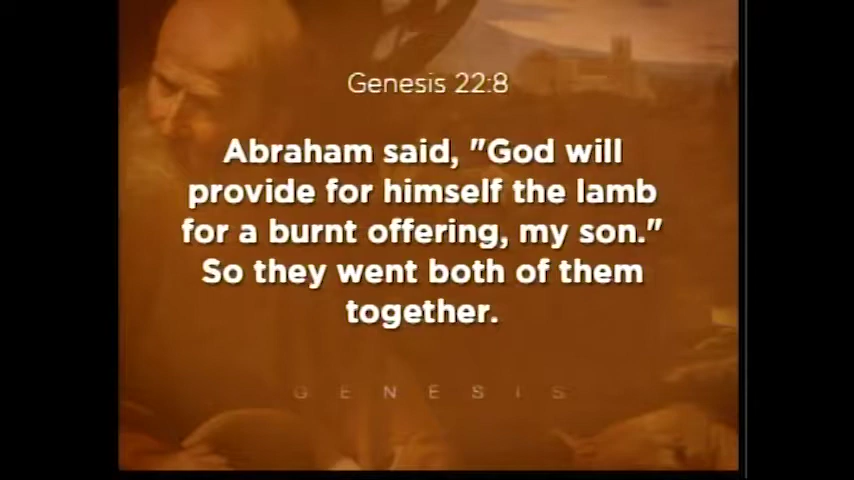 Genesis 22:8
Abraham said, "God will
provide for himself the lamb
for a burnt offering, my son."
So they went both of them
together.
GENESIS